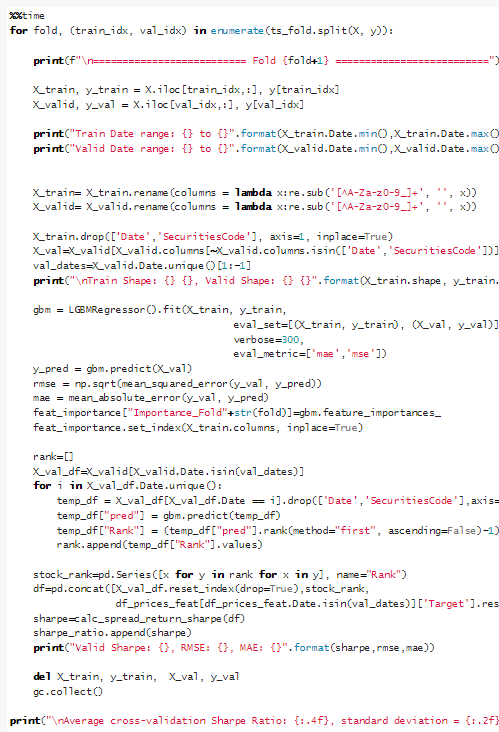 %%time
for fold, (train_idx, val_idx) in enumerate(ts_fold.split(X, y)):
print(f"\n========================== Fold {fold+1} ==========================")
X_train, y_train = X.iloc[train_idx,:], y[train_idx]
X_valid, y_val = X.iloc[val_idx,:], y[val_idx]
print("Train Date range: {} to {}".format(X_train.Date.min(),X_train.Date.max()
print("Valid Date range: {} to {}".format(X_valid.Date.min(),X_valid.Date.max()
X_train= X_train.rename(columns = lambda x:re.sub('[^A-Za-z0-9_]+', '', x))
X_valid= X_valid.rename(columns = lambda x:re.sub('[^A-Za-z0-9_]+', '', x))
X_train.drop(['Date','SecuritiesCode'], axis=1, inplace=True)
X_val=X_valid[X_valid.columns[~X_valid.columns.isin(['Date','SecuritiesCode'])]
val_dates=X_valid.Date.unique()[1:-1]
print("\nTrain Shape: {} {}, Valid Shape: {} {}".format(X_train.shape, y_train.
gbm = LGBMRegressor().fit(X_train, y_train,
eval_set=[(X_train, y_train), (X_val, y_val)]
verbose=300,
eval_metric=['mae','mse'])
y_pred = gbm.predict(X_val)
rmse = np.sqrt(mean_squared_error(y_val, y_pred))
mae = mean_absolute_error(y_val, y_pred)
feat_importance["Importance_Fold"+str(fold)]=gbm.feature_importances_
feat_importance.set_index(X_train.columns, inplace=True)
rank=[]
X_val_df=X_valid[X_valid.Date.isin(val_dates)]
for i in X_val_df.Date.unique():
temp_df = X_val_df[X_val_df.Date == i].drop(['Date','SecuritiesCode'],axis=
temp_df["pred"] = gbm.predict(temp_df)
temp_df["Rank"] = (temp_df["pred"].rank(method="first", ascending=False)-1)
rank.append(temp_df["Rank"].values)
stock_rank=pd.Series([x for y in rank for x in y], name="Rank")
df=pd.concat([X_val_df.reset_index(drop=True),stock_rank,
df_prices_feat[df_prices_feat.Date.isin(val_dates)]['Target'].res
sharpe=calc_spread_return_sharpe(df)
sharpe_ratio.append(sharpe)
print("Valid Sharpe: {}, RMSE: {}, MAE: {}".format(sharpe,rmse,mae))
del X_train, y_train,  X_val, y_val
gc.collect()
print("\nAverage cross-validation Sharpe Ratio: {:.4f}, standard deviation = {:.2f}